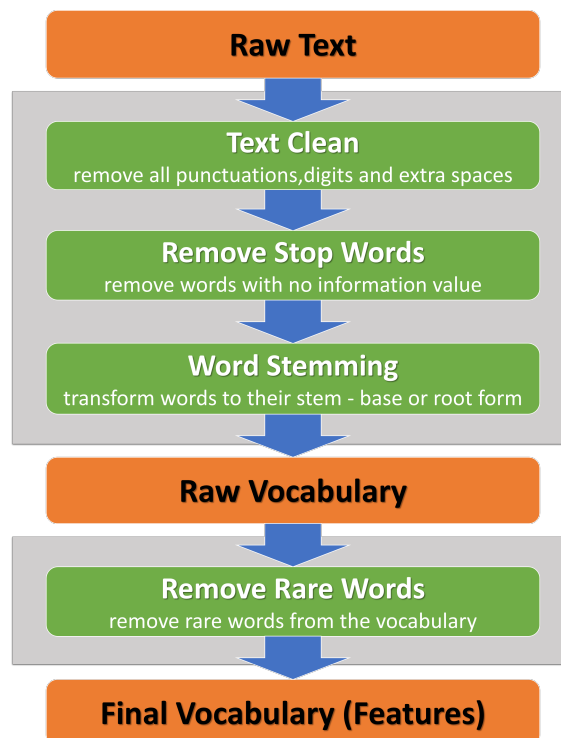 Raw Text
Text Clean
remove all punctuations,digits and extra spaces
Remove Stop Words
remove words with no information value
Word Stemming
transform words to their stem - base or root form
Raw Vocabulary
Remove Rare Words
remove rare words from the vocabulary
Final Vocabulary (Features)